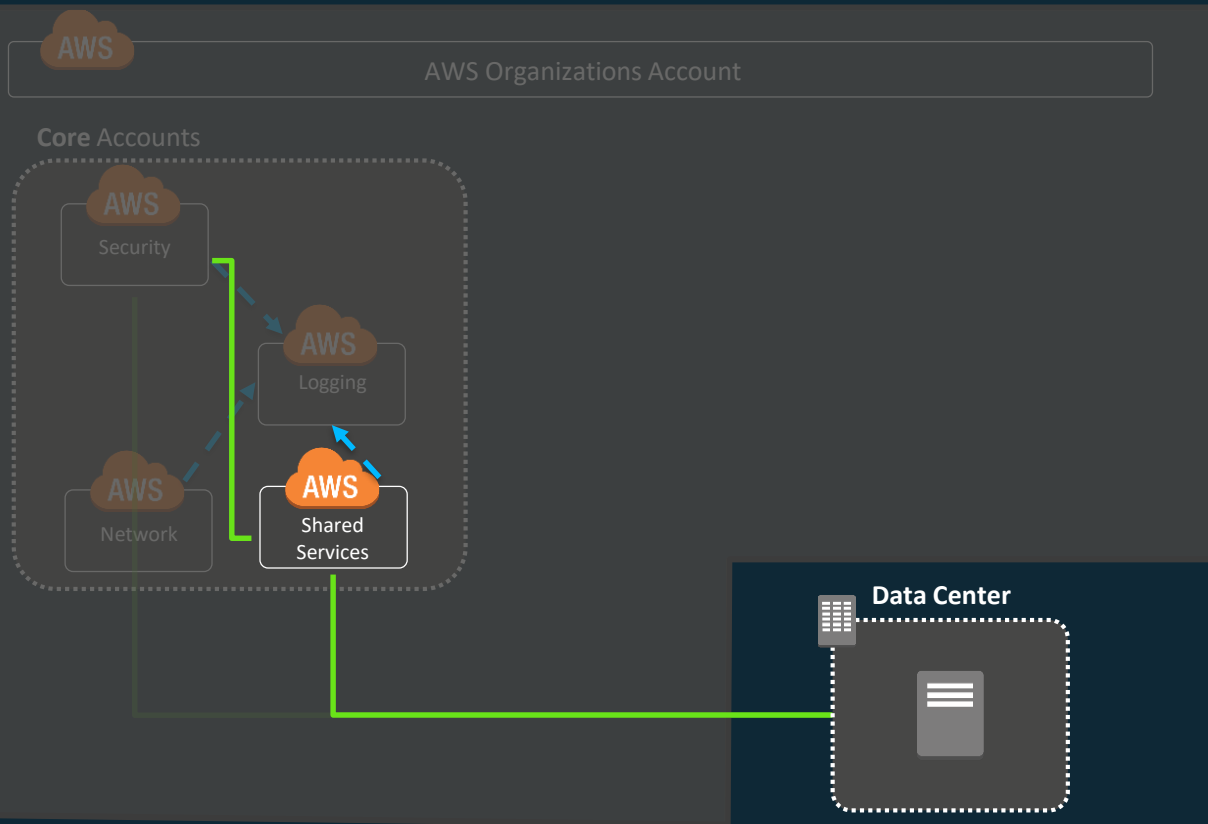 AWS
AWS Organizations Account
Core Accounts
AWS
Security
AWS
Logging
AWS
Network
AWS
Shared
Services
Data Center